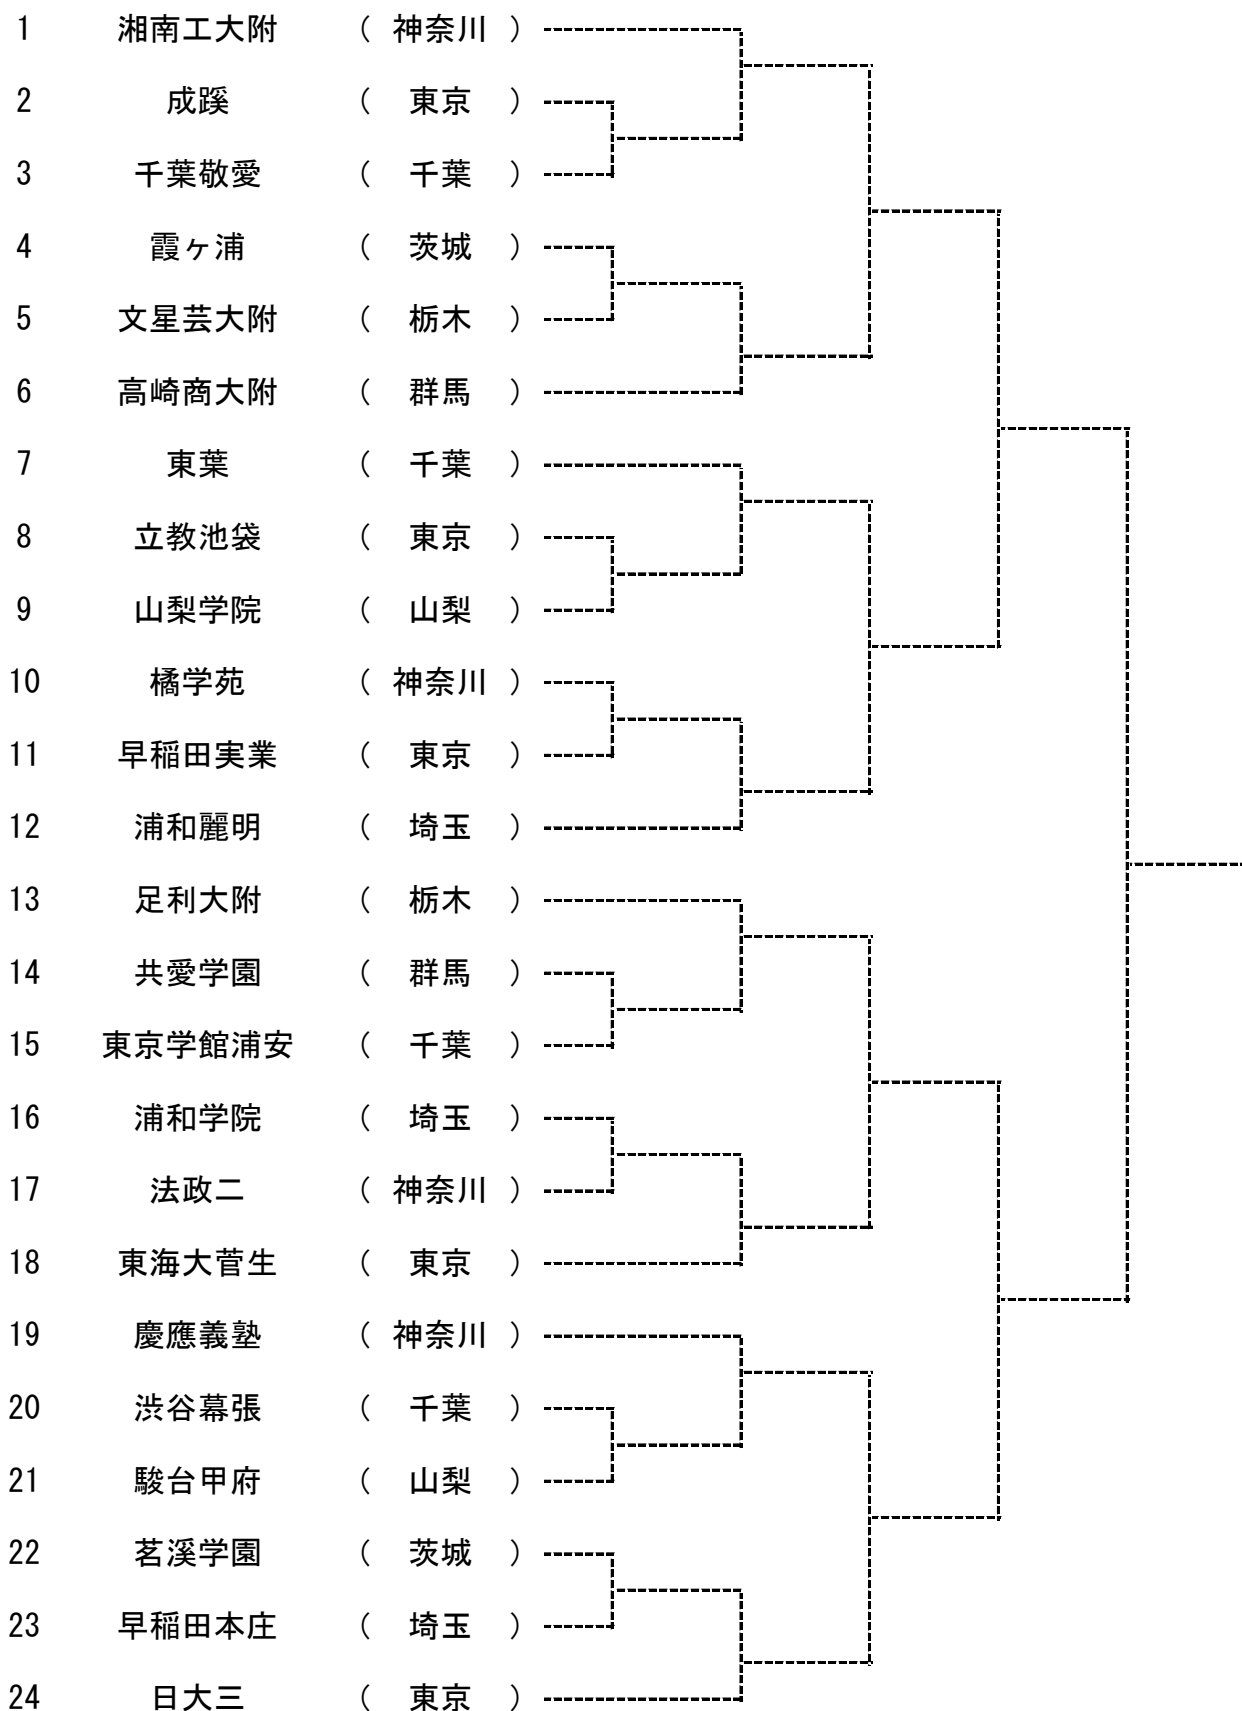 1 湘南工大附 ( 神奈川 )
2 成蹊 ( 東京 )
3 千葉敬愛 ( 千葉 )
4 霞ヶ浦 ( 茨城 )
5 文星芸大附 ( 栃木 )
6 高崎商大附 ( 群馬 )
7 東葉 ( 千葉 )
8 立教池袋 ( 東京 )
9 山梨学院 ( 山梨 )
10 橘学苑 ( 神奈川 )
11 早稲田実業 ( 東京 )
12 浦和麗明 ( 埼玉 )
13 足利大附 ( 栃木 )
14 共愛学園 ( 群馬 )
15 東京学館浦安 ( 千葉 )
16 浦和学院 ( 埼玉 )
17 法政二 ( 神奈川 )
18 東海大菅生 ( 東京 )
19 慶應義塾 ( 神奈川 )
20 渋谷幕張 ( 千葉 )
21 駿台甲府 ( 山梨 )
22 茗溪学園 ( 茨城 )
23 早稲田本庄 ( 埼玉 )
24 日大三 ( 東京 )